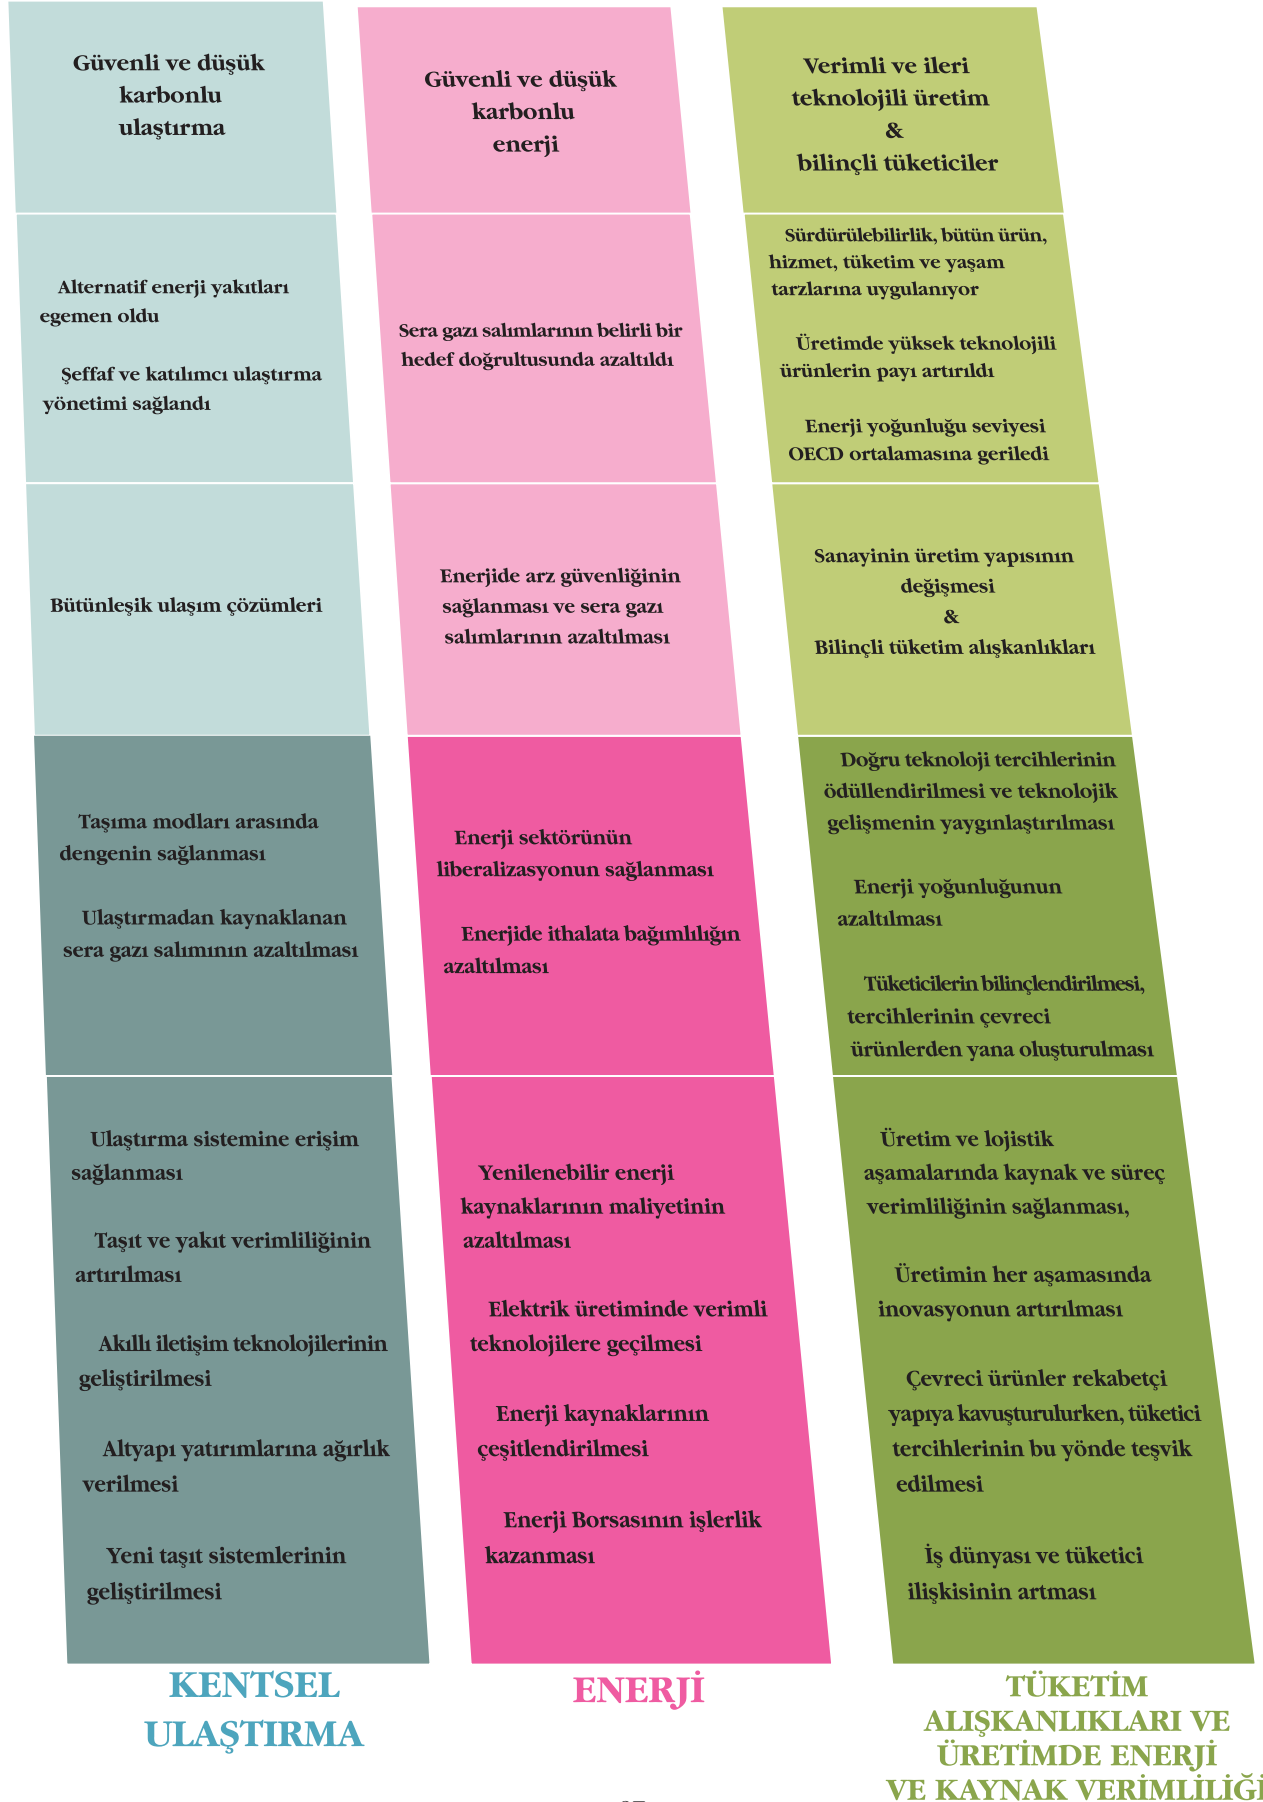 Güvenli ve düşük
karbonlu
ulaştırma
Alternatif enerji yakıtları
egemen oldu
Şeffaf ve katılımcı ulaştırma
yönetimi sağlandı
Bütünleşik ulaşım çözümleri
Taşıma modları arasında
dengenin sağlanması
Ulaştırmadan kaynaklanan
sera gazı salımının azaltılması
Ulaştırma sistemine erişim
sağlanması
Taşıt ve yakıt verimliliğinin
artırılması
Akıllı iletişim teknolojilerinin
geliştirilmesi
Altyapı yatırımlarına ağırlık
verilmesi
Yeni taşıt sistemlerinin
geliştirilmesi
KENTSEL
ULAŞTIRMA
Güvenli ve düşük
karbonlu
enerji
Sera gazı salımlarının belirli bir
hedef doğrultusunda azaltıldı
Enerjide arz güvenliğinin
sağlanması ve sera gazı
salımlarının azaltılması
Enerji sektörünün
liberalizasyonun sağlanması
Enerjide ithalata bağımlılığın
azaltılması
Yenilenebilir enerji
kaynaklarının maliyetinin
azaltılması
Elektrik üretiminde verimli
teknolojilere geçilmesi
Enerji kaynaklarının
çeşitlendirilmesi
Enerji Borsasının işlerlik
kazanması
ENERJİ
Verimli ve ileri
teknolojili üretim
&
bilinçli tüketiciler
Sürdürülebilirlik, bütün ürün,
hizmet, tüketim ve yaşam
tarzlarına uygulanıyor
Üretimde yüksek teknolojili
ürünlerin payı artırıldı
Enerji yoğunluğu seviyesi
OECD ortalamasına geriledi
Sanayinin üretim yapısının
değişmesi
&
Bilinçli tüketim alışkanlıkları
Doğru teknoloji tercihlerinin
ödüllendirilmesi ve teknolojik
gelişmenin yaygınlaştırılması
Enerji yoğunluğunun
azaltılması
Tüketicilerin bilinçlendirilmesi,
tercihlerinin çevreci
ürünlerden yana oluşturulması
Üretim ve lojistik
aşamalarında kaynak ve süreç
verimliliğinin sağlanması,
Üretimin her aşamasında
inovasyonun artırılması
Çevreci ürünler rekabetçi
yapıya kavuşturulurken, tüketici
tercihlerinin bu yönde teşvik
edilmesi
İş dünyası ve tüketici
ilişkisinin artması
TÜKETİM
ALIŞKANLIKLARI VE
ÜRETİMDE ENERJİ
VE KAYNAK VERİMLİLİĞİ